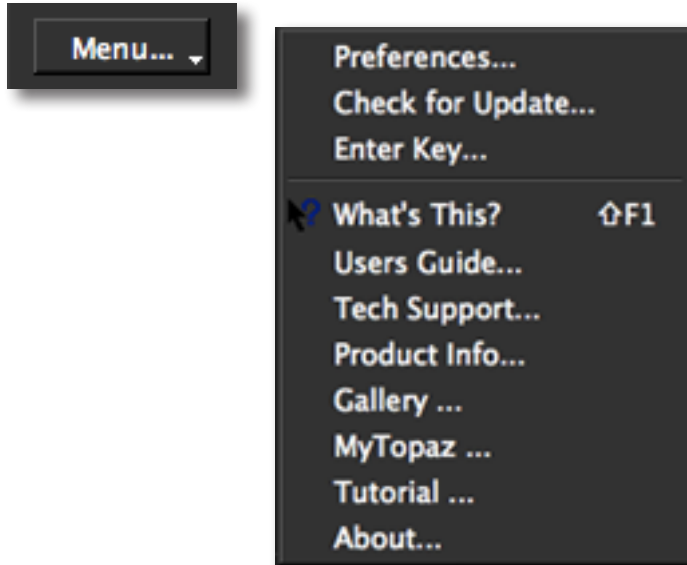 Menu...
Preferences...
Check for Update...
Enter Key...
What's This? ⇧F1
Users Guide...
Tech Support...
Product Info...
Gallery ...
MyTopaz ...
Tutorial ...
About...